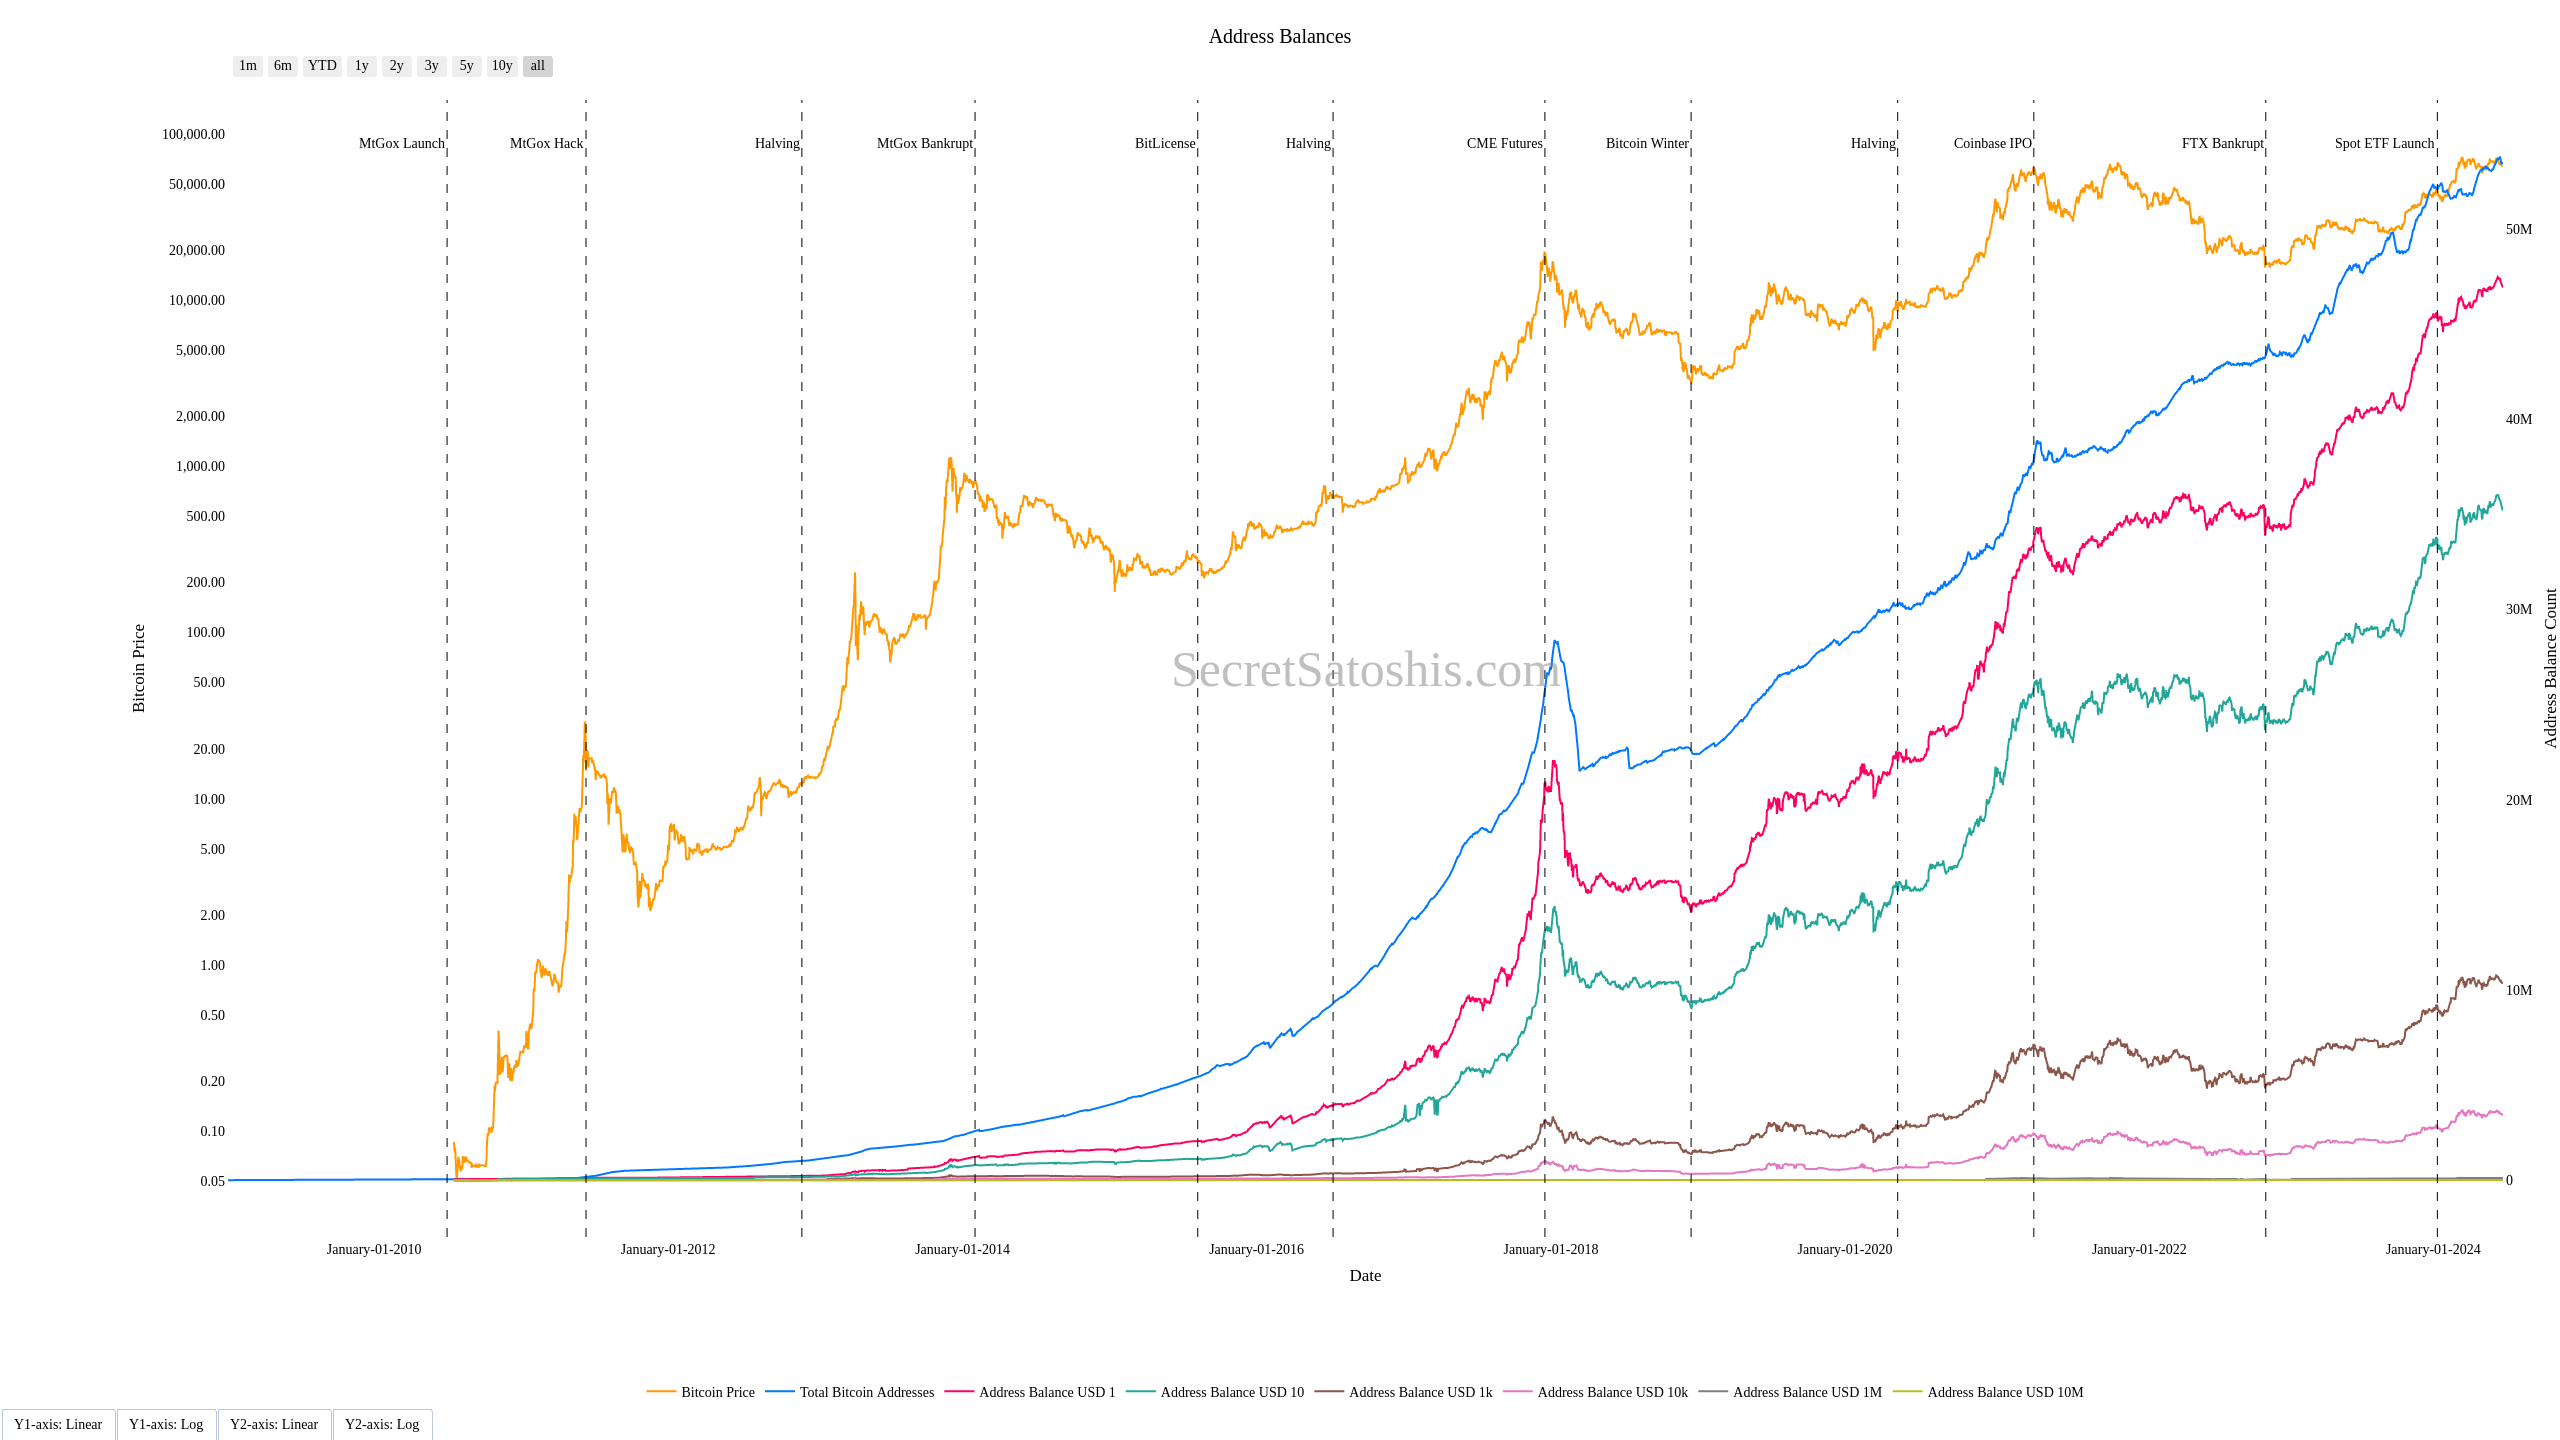 Address Balances
1m 6m YTD 1y 2y 3y 5y 10y all
MtGox Launch MtGox Hack Halving MtGox Bankrupt BitLicense Halving CME Futures Bitcoin Winter Halving Coinbase IPO FTX Bankrupt Spot ETF Launch
100,000.00
50,000.00
20,000.00
10,000.00
5,000.00
2,000.00
1,000.00
500.00
200.00
100.00
50.00
20.00
10.00
5.00
2.00
1.00
0.50
0.20
0.10
0.05
Bitcoin Price
SecretSatoshis.com
50M
40M
30M
20M
10M
0
Address Balance Count
January-01-2010 January-01-2012 January-01-2014 January-01-2016 January-01-2018 January-01-2020 January-01-2022 January-01-2024
Date
Bitcoin Price Total Bitcoin Addresses Address Balance USD 1 Address Balance USD 10 Address Balance USD 1k Address Balance USD 10k Address Balance USD 1M Address Balance USD 10M
Y1-axis: Linear Y1-axis: Log Y2-axis: Linear Y2-axis: Log